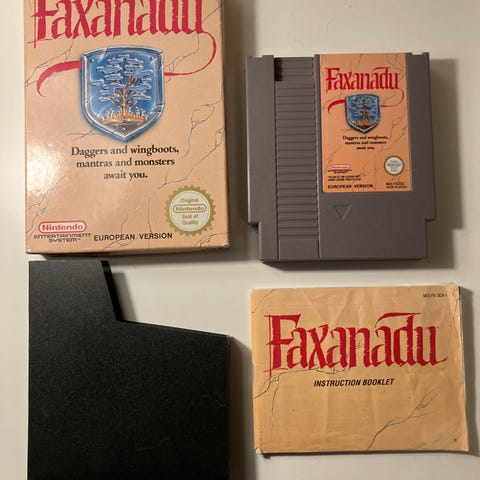 Faxanadu
Daggers and wingboots,
mantras and monsters
await you.
Original
Nintendo
Seal of
Quality
Nintendo
ENTERTAINMENT
SYSTEM
EUROPEAN VERSION
Faxanadu
Daggers and wingboots,
mantras and monsters
await you.
Nintendo
EUROPEAN VERSION
Faxanadu
INSTRUCTION BOOKLET